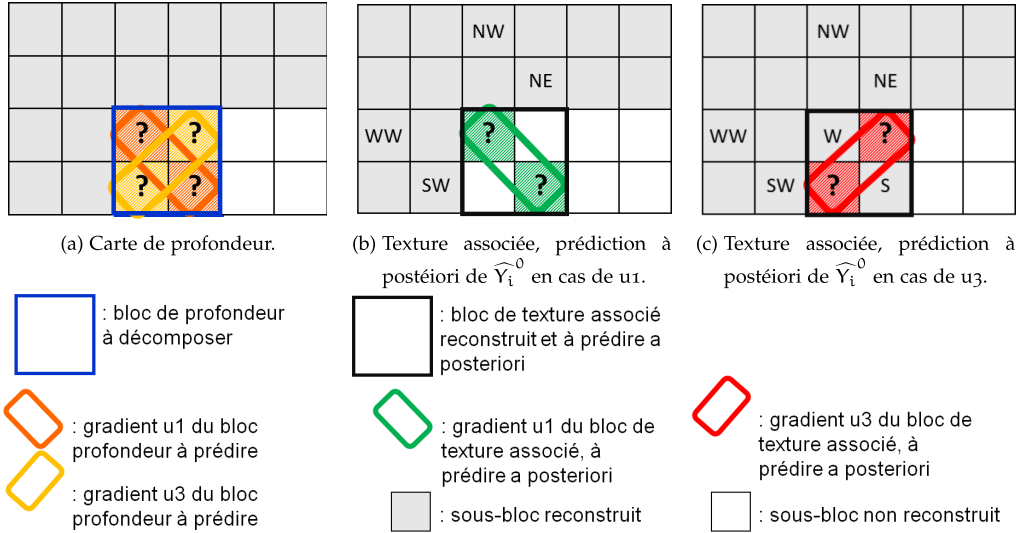 NW
NE
? ?
? ?
WW
?
SW ?
NW
NE
WW
W ?
SW ? S
(a) Carte de profondeur.
(b) Texture associée, prédiction à
postéiori de Ŷᵢ⁰ en cas de u1.
(c) Texture associée, prédiction à
postéiori de Ŷᵢ⁰ en cas de u3.
: bloc de profondeur
à décomposer
: bloc de texture associé
reconstruit et à prédire a
posteriori
: gradient u1 du bloc
profondeur à prédire
: gradient u3 du bloc
profondeur à prédire
: gradient u1 du bloc de
texture associé, à
prédire a posteriori
: gradient u3 du bloc de
texture associé, à
prédire a posteriori
: sous-bloc reconstruit
: sous-bloc non reconstruit